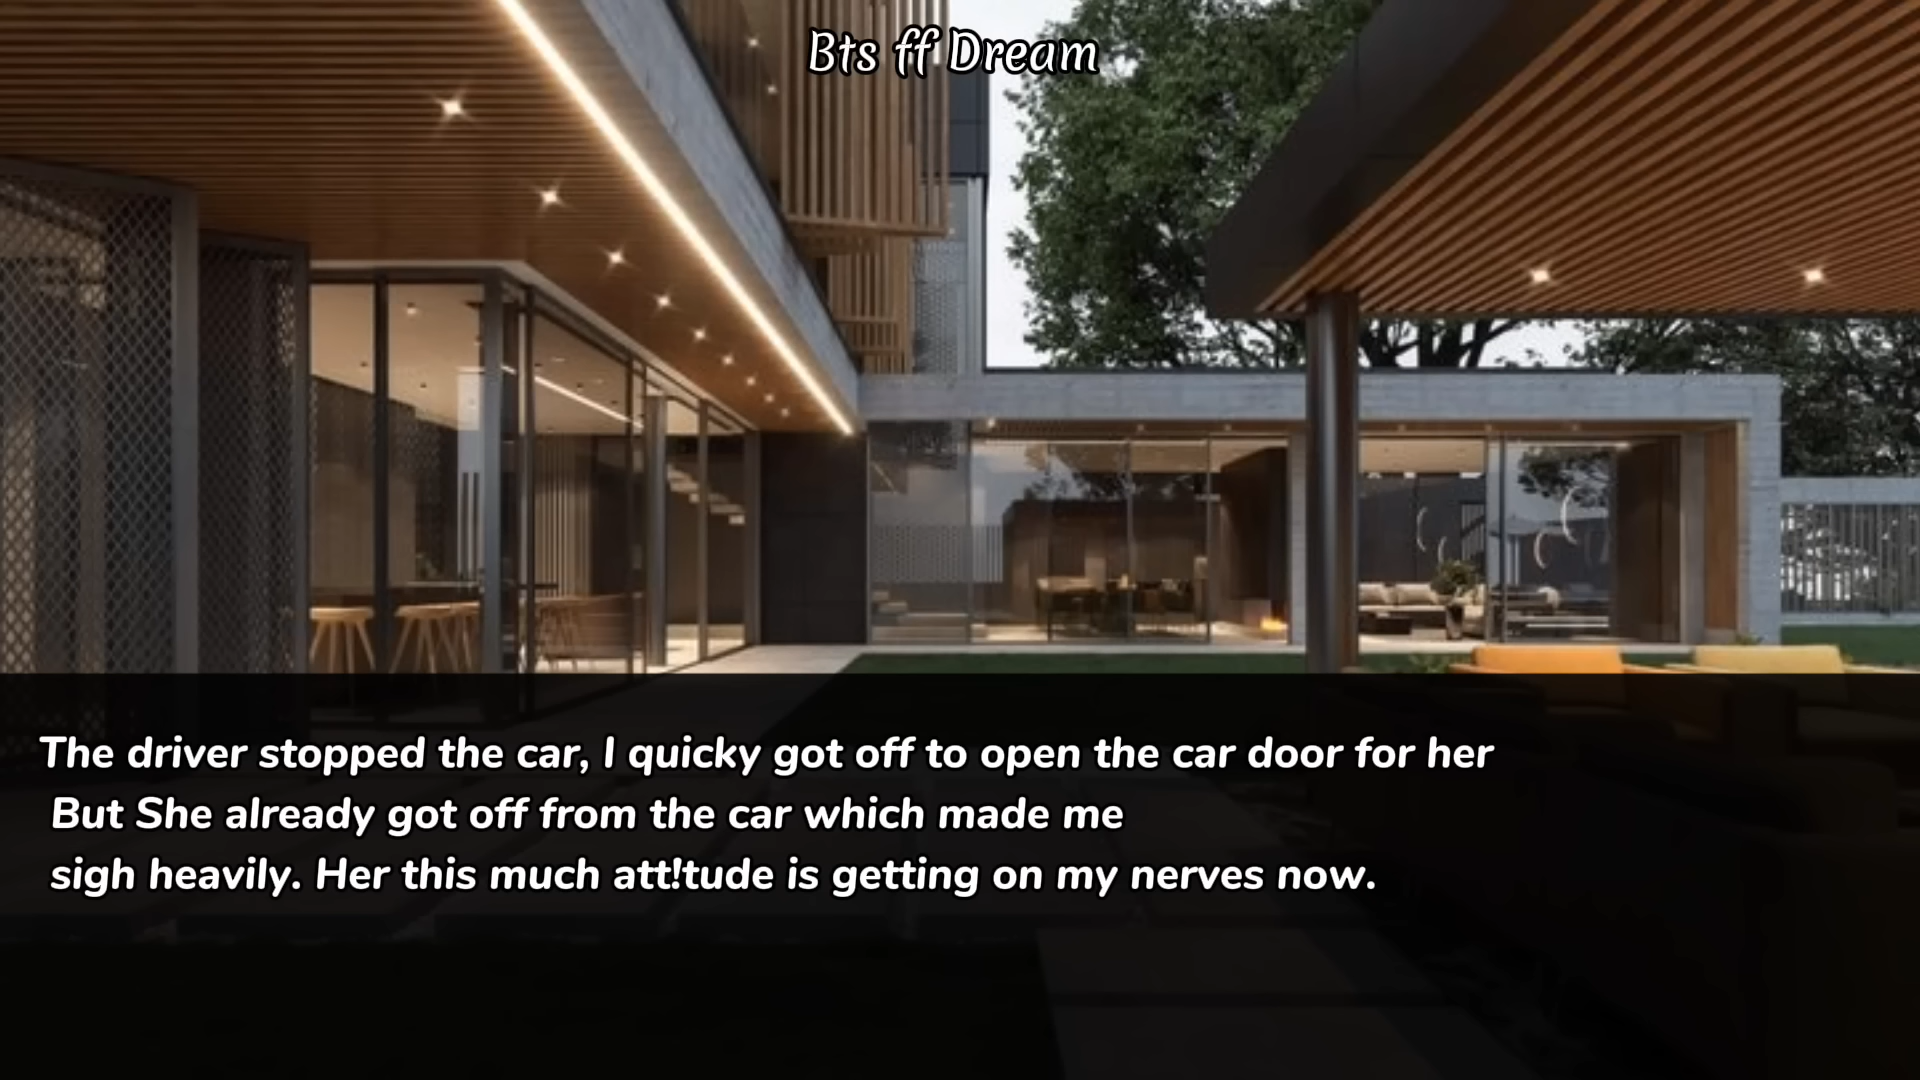 Bts ff Dream
The driver stopped the car, I quicky got off to open the car door for her
But She already got off from the car which made me
sigh heavily. Her this much att!tude is getting on my nerves now.